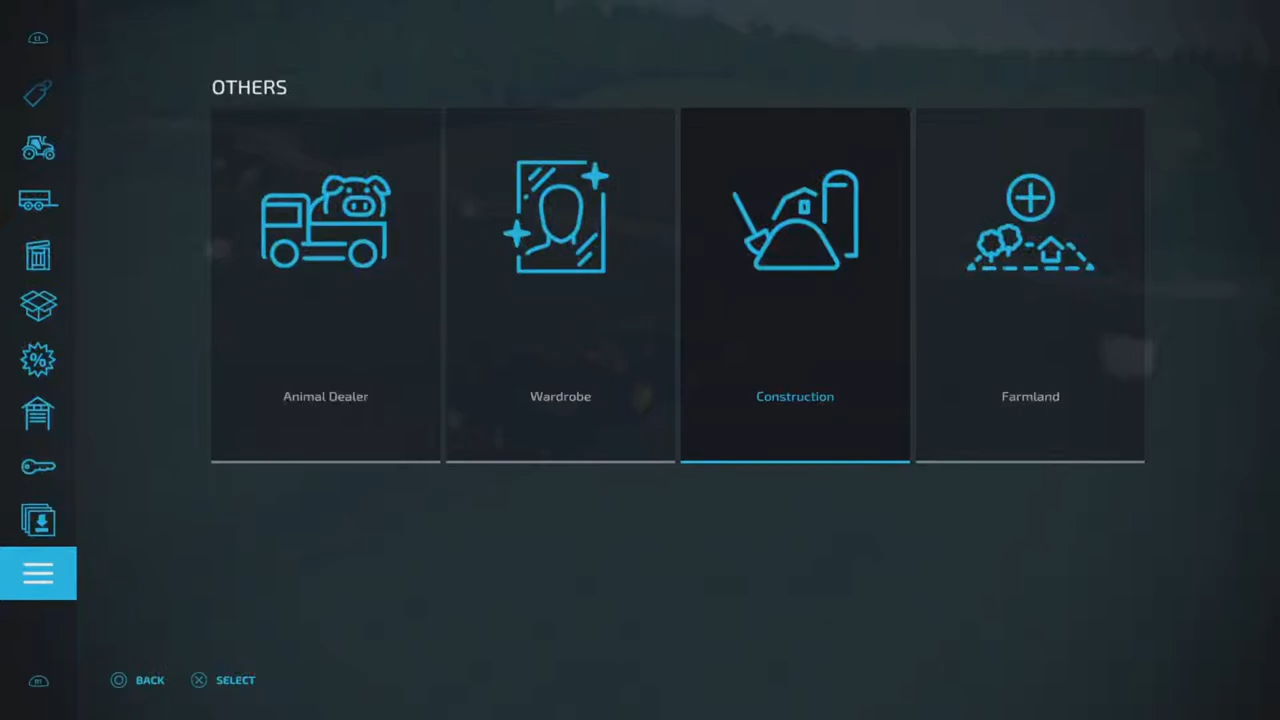 OTHERS
Animal Dealer
Wardrobe
Construction
Farmland
BACK
SELECT